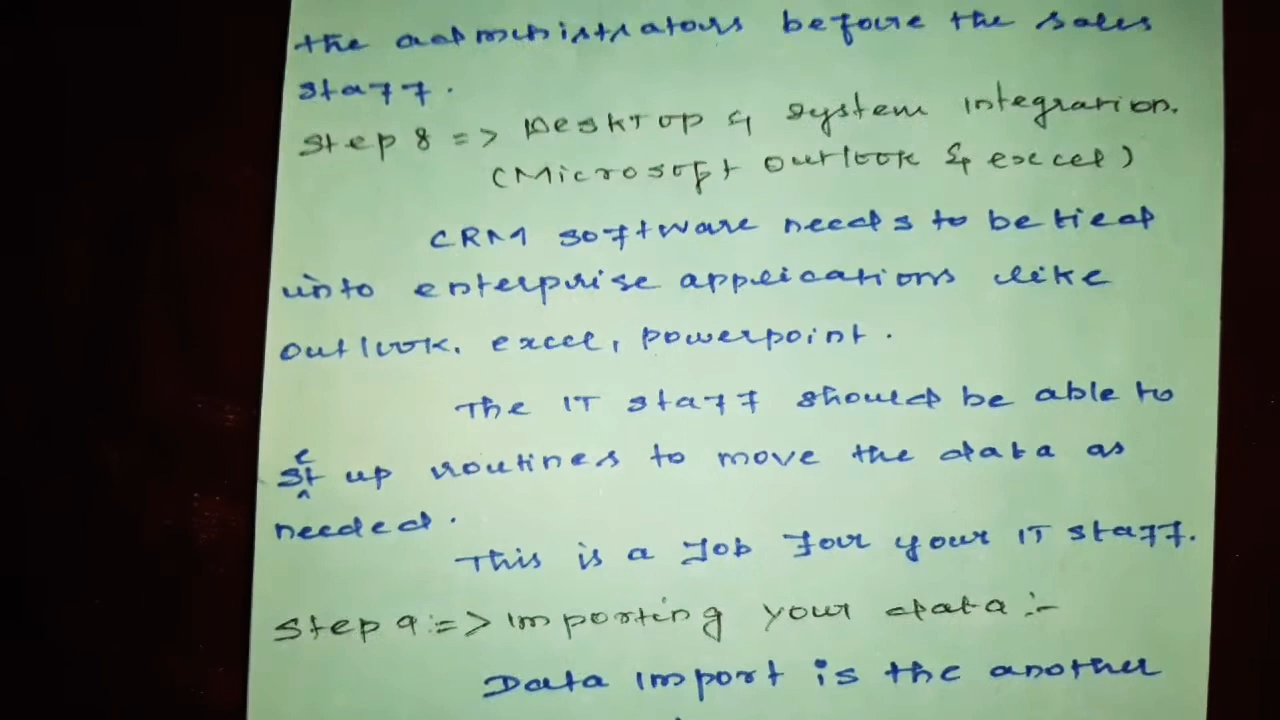 the administrators before the sales
staff.
Step 8 => Desktop & system integration.
(Microsoft outlook & excel)
CRM software needs to be tied
into enterprise applications like
outlook, excel, powerpoint.
The IT staff should be able to
set up routines to move the data as
needed.
This is a job for your IT staff.
Step 9 :=> importing your data :-
Data import is the another